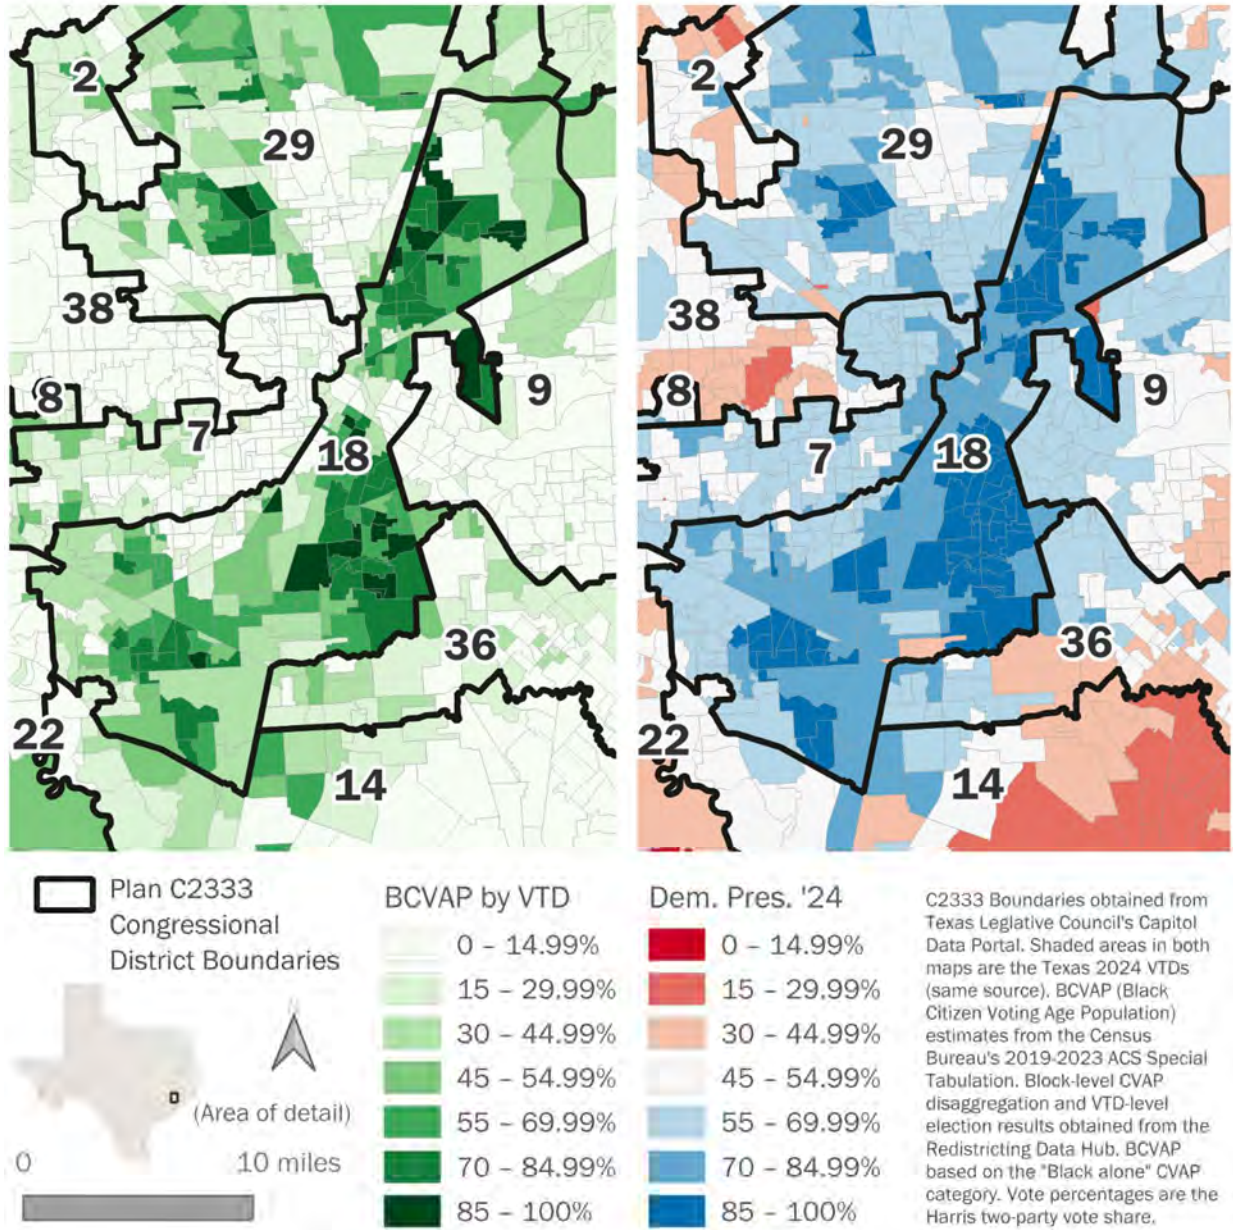 2
29
38
8
7
9
18
36
22
14
2
29
38
8
7
9
18
36
22
14
Plan C2333
Congressional
District Boundaries
N
(Area of detail)
0 10 miles
BCVAP by VTD
0 – 14.99%
15 – 29.99%
30 – 44.99%
45 – 54.99%
55 – 69.99%
70 – 84.99%
85 – 100%
Dem. Pres. '24
0 – 14.99%
15 – 29.99%
30 – 44.99%
45 – 54.99%
55 – 69.99%
70 – 84.99%
85 – 100%
C2333 Boundaries obtained from
Texas Leglative Council's Capitol
Data Portal. Shaded areas in both
maps are the Texas 2024 VTDs
(same source). BCVAP (Black
Citizen Voting Age Population)
estimates from the Census
Bureau's 2019-2023 ACS Special
Tabulation. Block-level CVAP
disaggregation and VTD-level
election results obtained from the
Redistricting Data Hub. BCVAP
based on the "Black alone" CVAP
category. Vote percentages are the
Harris two-party vote share.